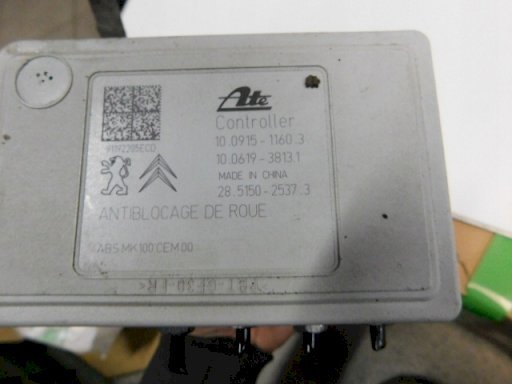 Ate
Controller
10.0915-1160.3
10.0619-3813.1
MADE IN CHINA
28.5150-2537.3
ANTIBLOCAGE DE ROUE
ABS MK100 CEM 00